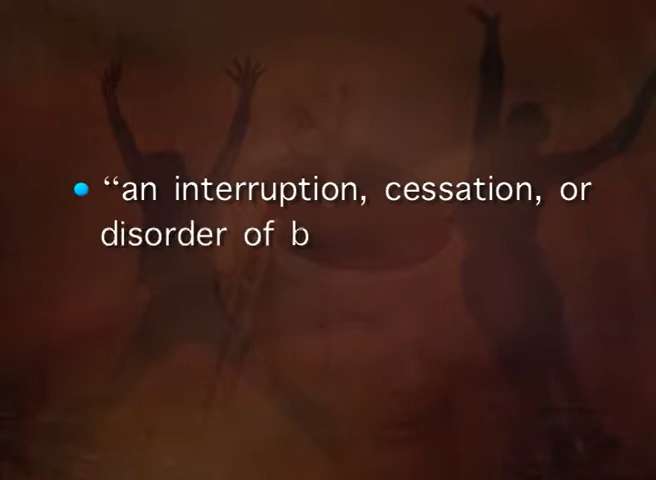 “an interruption, cessation, or
disorder of b